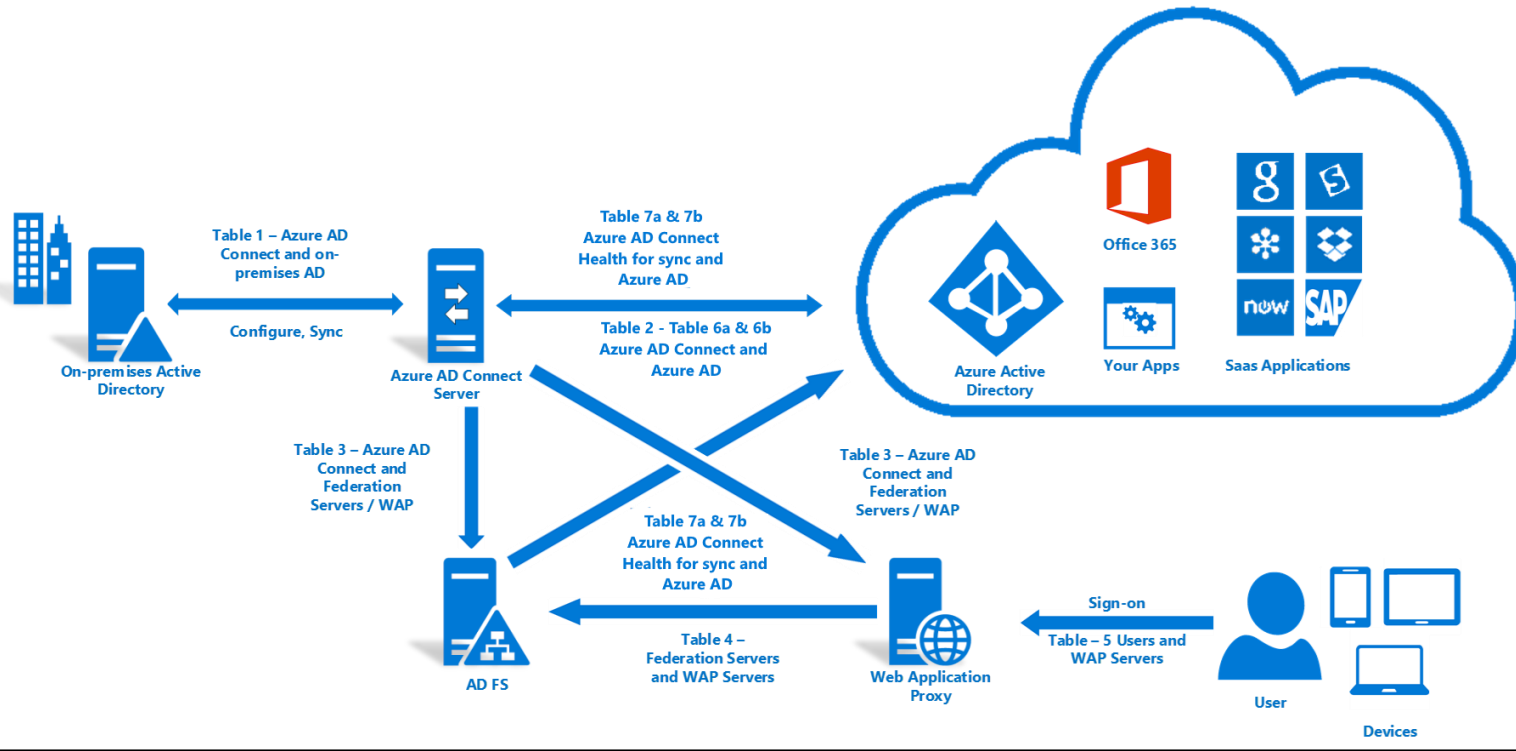 Table 1 – Azure AD
Connect and on-
premises AD
Configure, Sync
On-premises Active
Directory
Azure AD Connect
Server
Table 7a & 7b
Azure AD Connect
Health for sync and
Azure AD
Table 2 - Table 6a & 6b
Azure AD Connect and
Azure AD
Azure Active
Directory
Office 365
Your Apps
g
S
now
SAP
Saas Applications
Table 3 – Azure AD
Connect and
Federation
Servers / WAP
Table 3 – Azure AD
Connect and
Federation
Servers / WAP
Table 7a & 7b
Azure AD Connect
Health for sync and
Azure AD
Table 4 –
Federation Servers
and WAP Servers
AD FS
Web Application
Proxy
Sign-on
Table – 5 Users and
WAP Servers
User
Devices